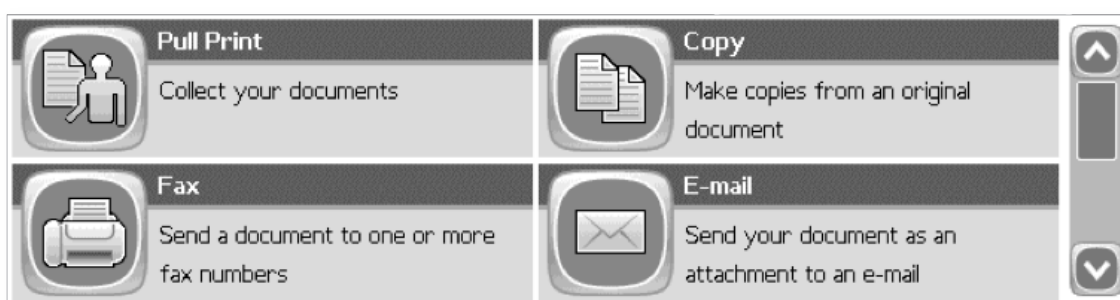 Pull Print
Collect your documents
Copy
Make copies from an original
document
Fax
Send a document to one or more
fax numbers
E-mail
Send your document as an
attachment to an e-mail